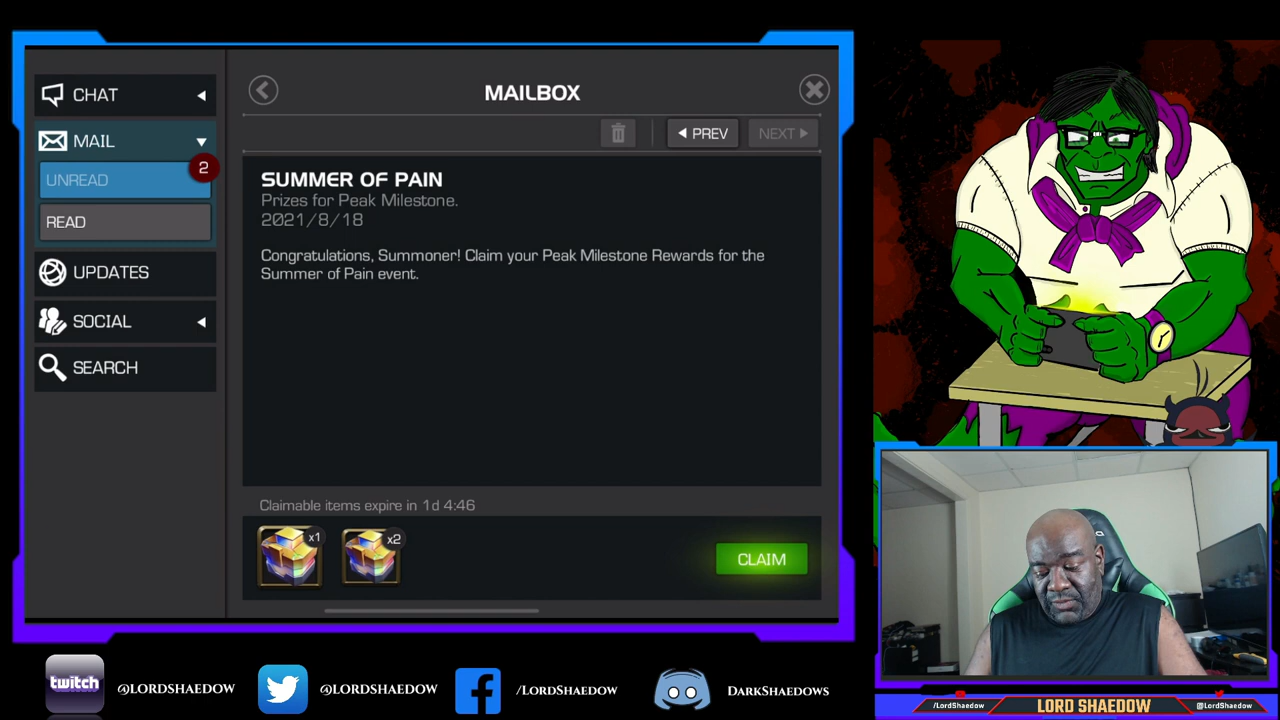 CHAT
MAIL
2
UNREAD
READ
UPDATES
SOCIAL
SEARCH
MAILBOX
PREV
NEXT
SUMMER OF PAIN
Prizes for Peak Milestone.
2021/8/18
Congratulations, Summoner! Claim your Peak Milestone Rewards for the
Summer of Pain event.
Claimable items expire in 1d 4:46
x1
x2
CLAIM
twitch
@LORDSHAEDOW
@LORDSHAEDOW
/LORDSHAEDOW
DARKSHAEDOWS
/LordShaedow
LORD SHAEDOW
@LordShaedow